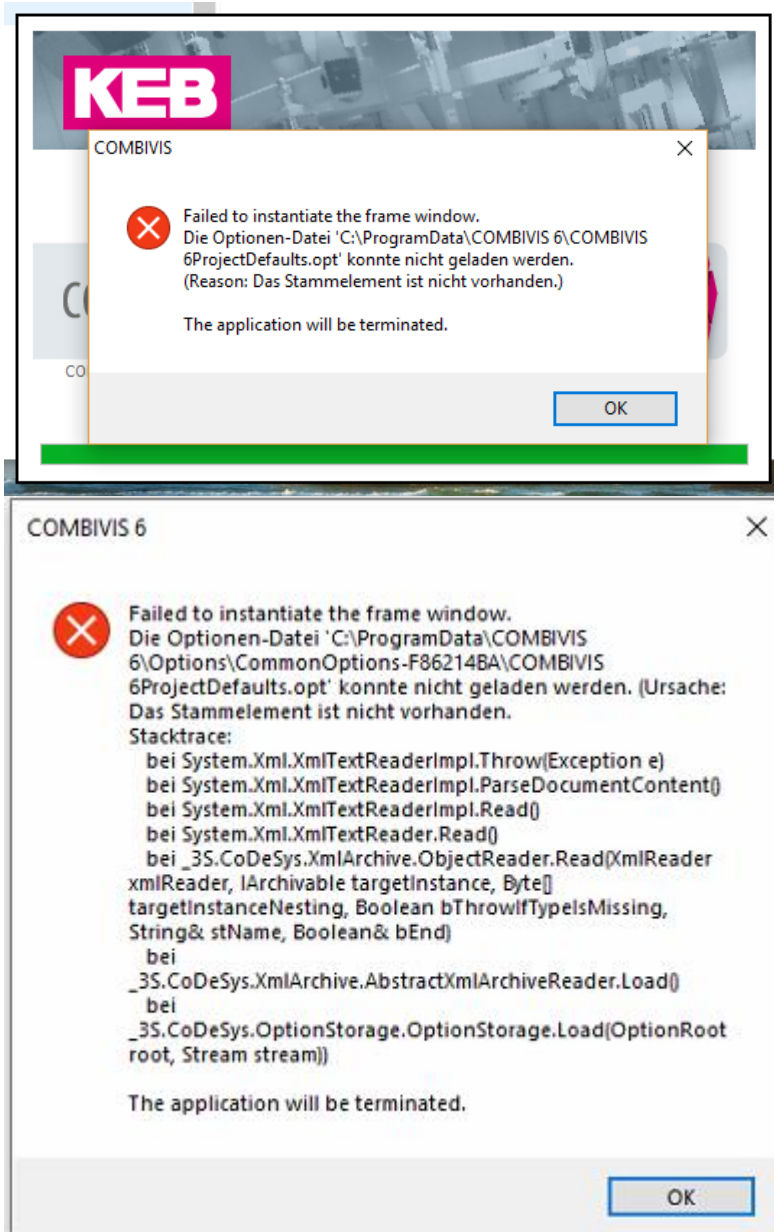 KEB
COMBIVIS
Failed to instantiate the frame window.
Die Optionen-Datei 'C:\ProgramData\COMBIVIS 6\COMBIVIS
6ProjectDefaults.opt' konnte nicht geladen werden.
(Reason: Das Stammelement ist nicht vorhanden.)
The application will be terminated.
CO
co
OK
COMBIVIS 6
Failed to instantiate the frame window.
Die Optionen-Datei 'C:\ProgramData\COMBIVIS
6\Options\CommonOptions-F86214BA\COMBIVIS
6ProjectDefaults.opt' konnte nicht geladen werden. (Ursache:
Das Stammelement ist nicht vorhanden.
Stacktrace:
bei System.Xml.XmlTextReaderImpl.Throw(Exception e)
bei System.Xml.XmlTextReaderImpl.ParseDocumentContent()
bei System.Xml.XmlTextReaderImpl.Read()
bei System.Xml.XmlTextReader.Read()
bei _3S.CoDeSys.XmlArchive.ObjectReader.Read(XmlReader
xmlReader, IArchivable targetInstance, Byte[]
targetInstanceNesting, Boolean bThrowIfTypeIsMissing,
String& stName, Boolean& bEnd)
bei
_3S.CoDeSys.XmlArchive.AbstractXmlArchiveReader.Load()
bei
_3S.CoDeSys.OptionStorage.OptionStorage.Load(OptionRoot
root, Stream stream))
The application will be terminated.
OK